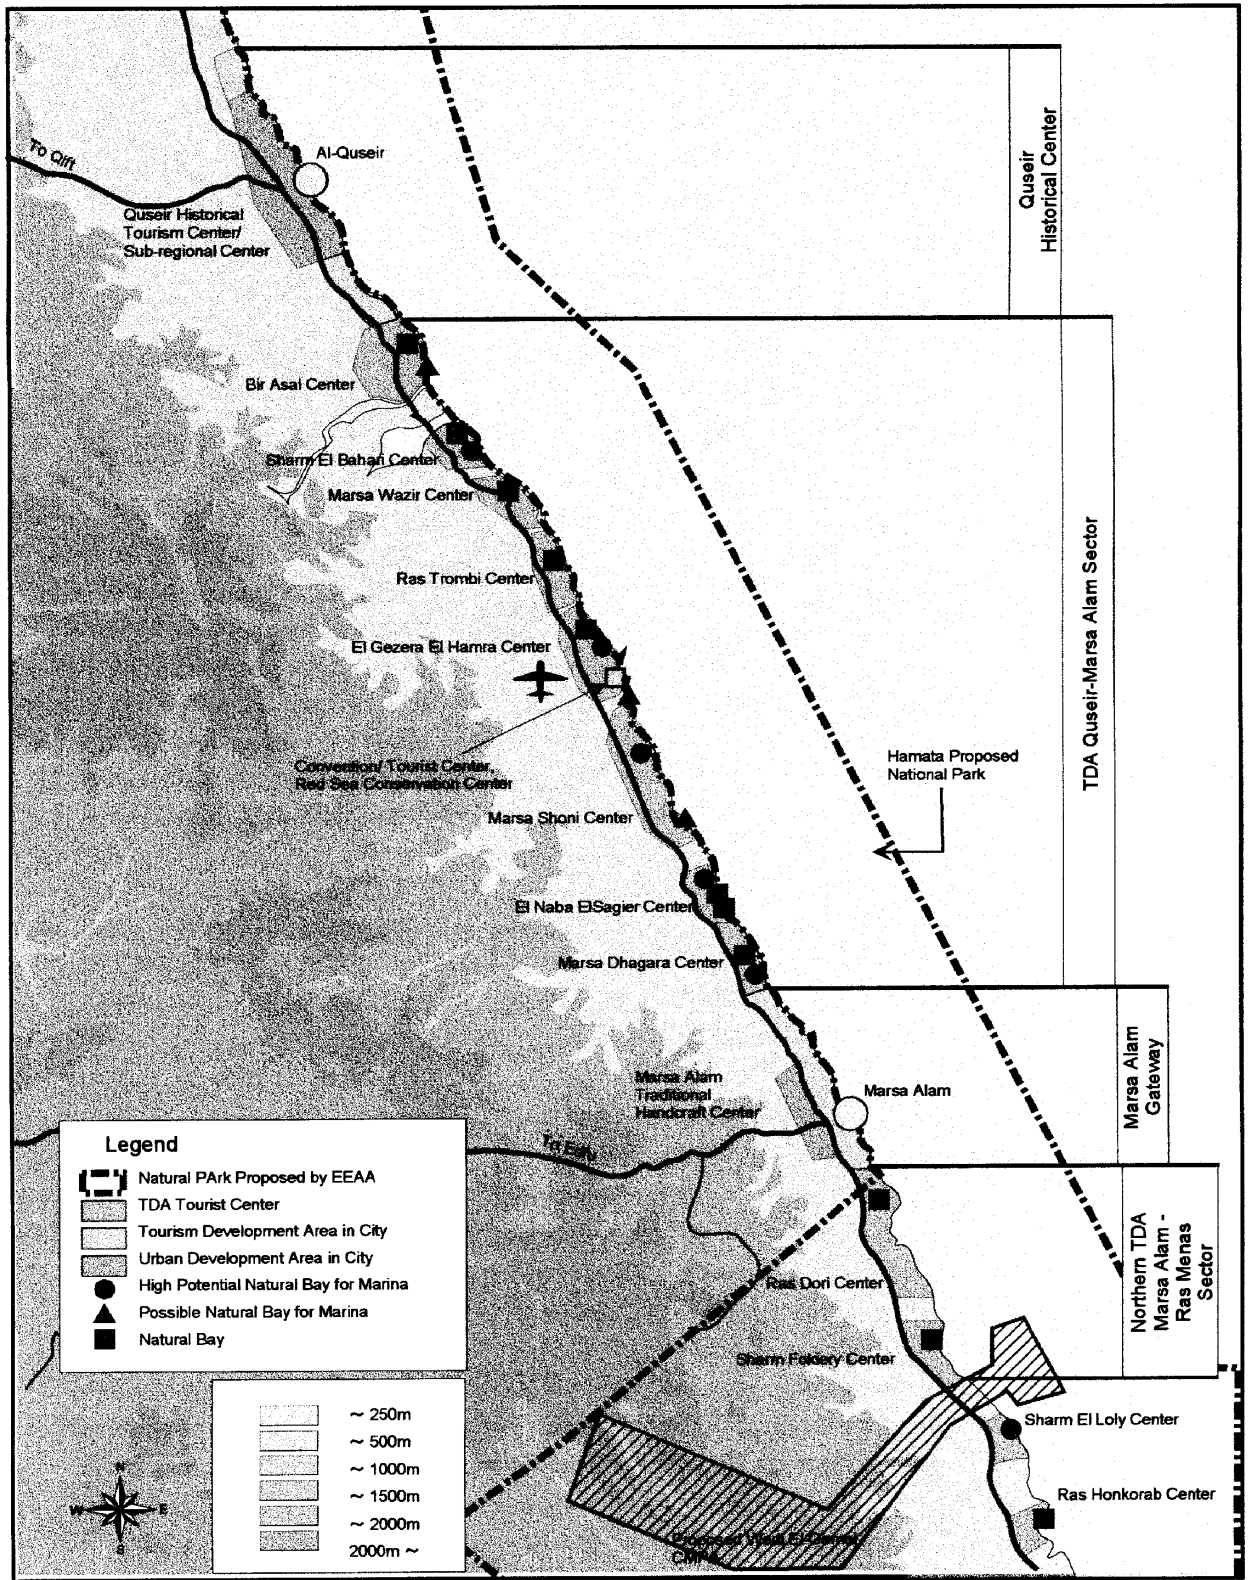 Al-Quseir
To Qift
Quseir Historical
Tourism Center/
Sub-regional Center
Quseir
Historical Center
Bir Asal Center
Sharm El Bahari Center
Marsa Wazir Center
Ras Trombi Center
El Gezera El Hamra Center
Convention/ Tourist Center,
Red Sea Conservation Center
Marsa Shoni Center
TDA Quseir-Marsa Alam Sector
Hamata Proposed
National Park
El Naba ElSagier Center
Marsa Dhagara Center
Marsa Alam
Traditional
Handcraft Center
Marsa Alam
Marsa Alam
Gateway
To Edfu
Ras Dori Center
Northern TDA
Marsa Alam -
Ras Menas
Sector
Sharm Fokiery Center
Sharm El Loly Center
Ras Honkorab Center
Proposed Wadi El-Gemal
Legend
Natural PArk Proposed by EEAA
TDA Tourist Center
Tourism Development Area in City
Urban Development Area in City
High Potential Natural Bay for Marina
Possible Natural Bay for Marina
Natural Bay
~ 250m
~ 500m
~ 1000m
~ 1500m
~ 2000m
2000m ~
N
W E
S